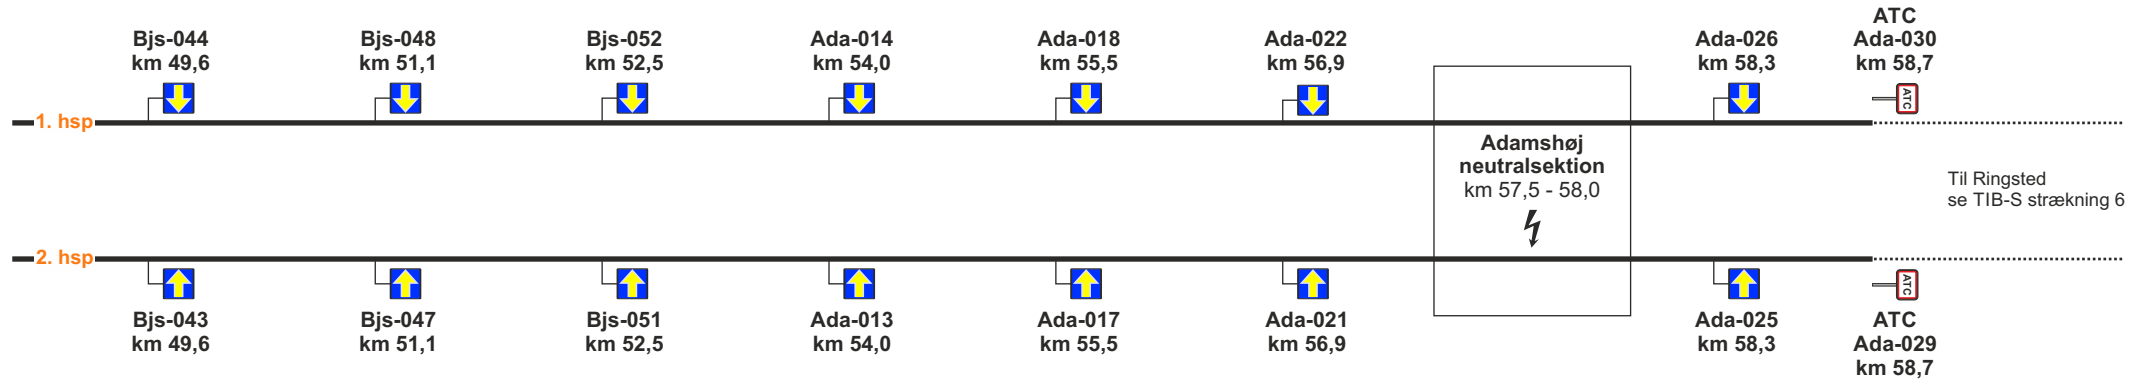 Bjs-044
km 49,6
Bjs-048
km 51,1
Bjs-052
km 52,5
Ada-014
km 54,0
Ada-018
km 55,5
Ada-022
km 56,9
Ada-026
km 58,3
ATC
Ada-030
km 58,7
ATC
1. hsp
Adamshøj
neutralsektion
km 57,5 - 58,0
Til Ringsted
se TIB-S strækning 6
2. hsp
ATC
Bjs-043
km 49,6
Bjs-047
km 51,1
Bjs-051
km 52,5
Ada-013
km 54,0
Ada-017
km 55,5
Ada-021
km 56,9
Ada-025
km 58,3
ATC
Ada-029
km 58,7